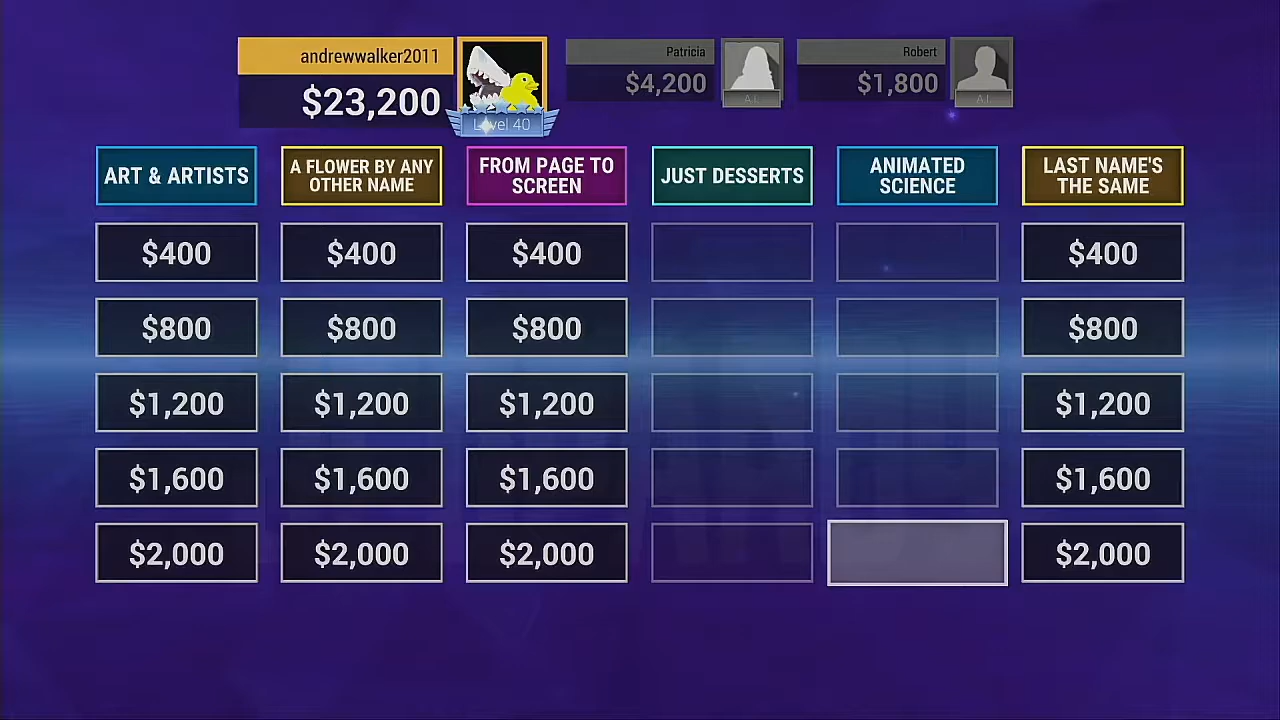 andrewwalker2011
$23,200
Level 40
Patricia
$4,200
A.I.
Robert
$1,800
A.I.
ART & ARTISTS
A FLOWER BY ANY
OTHER NAME
FROM PAGE TO
SCREEN
JUST DESSERTS
ANIMATED
SCIENCE
LAST NAME'S
THE SAME
$400
$400
$400
$400
$800
$800
$800
$800
$1,200
$1,200
$1,200
$1,200
$1,600
$1,600
$1,600
$1,600
$2,000
$2,000
$2,000
$2,000